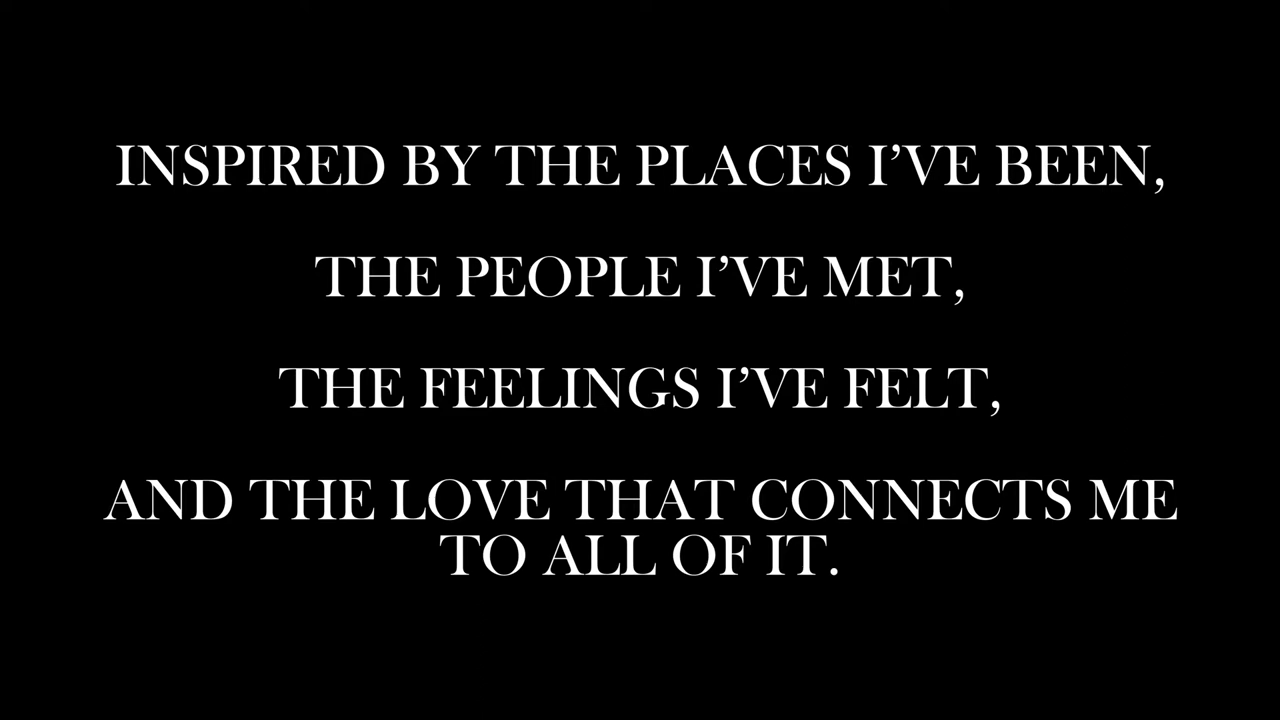 INSPIRED BY THE PLACES I’VE BEEN,
THE PEOPLE I’VE MET,
THE FEELINGS I’VE FELT,
AND THE LOVE THAT CONNECTS ME
TO ALL OF IT.